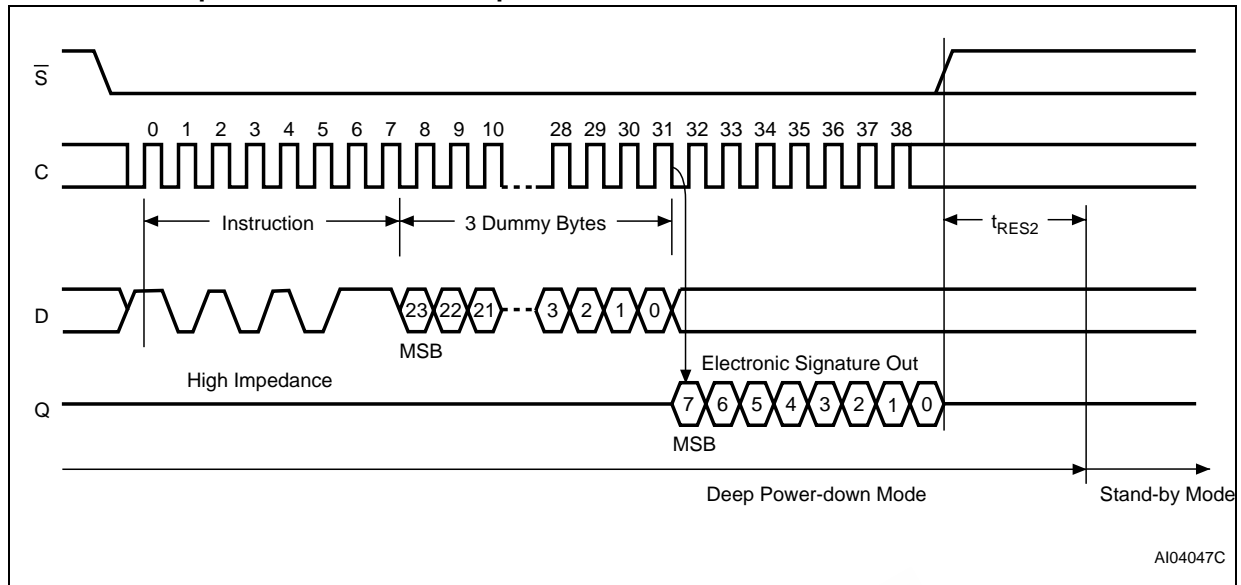 S
0 1 2 3 4 5 6 7 8 9 10 28 29 30 31 32 33 34 35 36 37 38
C
Instruction 3 Dummy Bytes tRES2
D 23 22 21 3 2 1 0
MSB
High Impedance Electronic Signature Out
Q 7 6 5 4 3 2 1 0
MSB
Deep Power-down Mode Stand-by Mode
AI04047C